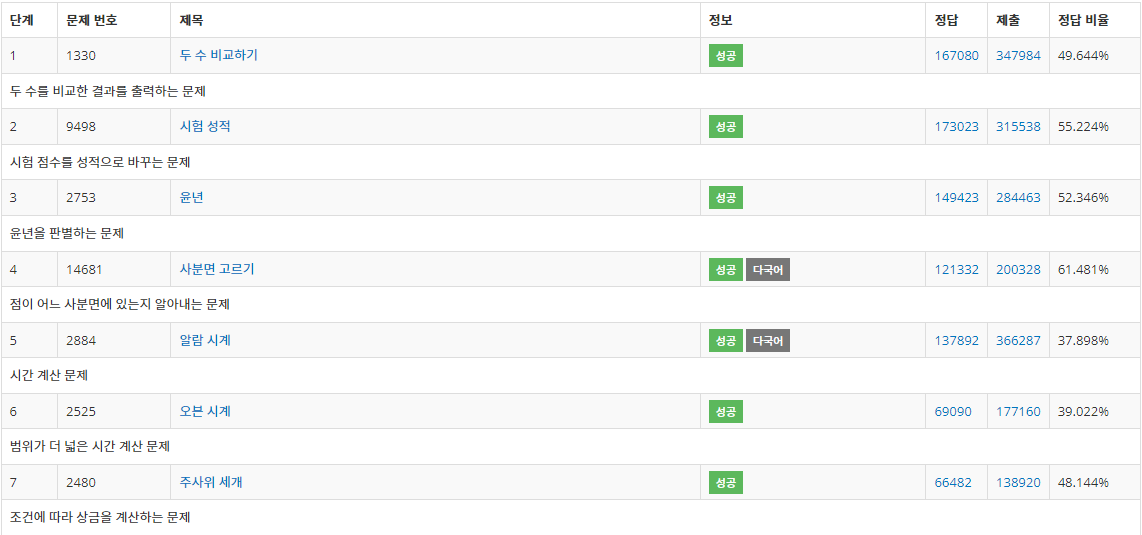 단계 문제 번호 제목 정보 정답 제출 정답 비율
1 1330 두 수 비교하기 성공 167080 347984 49.644%
두 수를 비교한 결과를 출력하는 문제
2 9498 시험 성적 성공 173023 315538 55.224%
시험 점수를 성적으로 바꾸는 문제
3 2753 윤년 성공 149423 284463 52.346%
윤년을 판별하는 문제
4 14681 사분면 고르기 성공 다국어 121332 200328 61.481%
점이 어느 사분면에 있는지 알아내는 문제
5 2884 알람 시계 성공 다국어 137892 366287 37.898%
시간 계산 문제
6 2525 오븐 시계 성공 69090 177160 39.022%
범위가 더 넓은 시간 계산 문제
7 2480 주사위 세개 성공 66482 138920 48.144%
조건에 따라 상금을 계산하는 문제